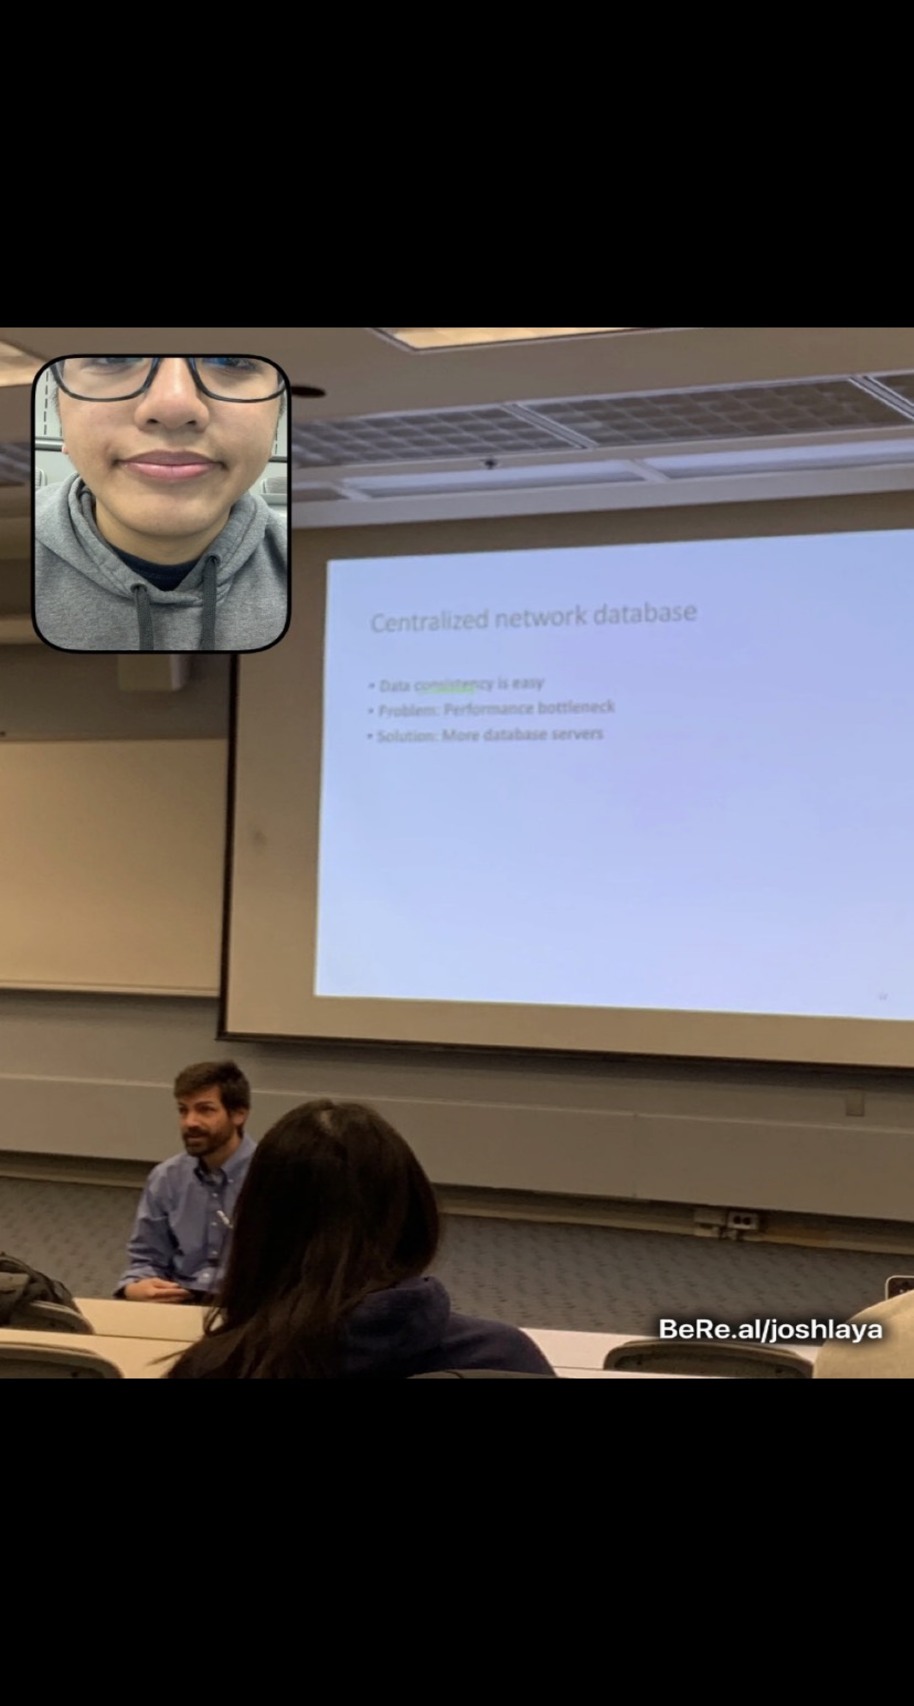 Centralized network database
• Data consistency is easy
• Problem: Performance bottleneck
• Solution: More database servers
BeRe.al/joshlaya